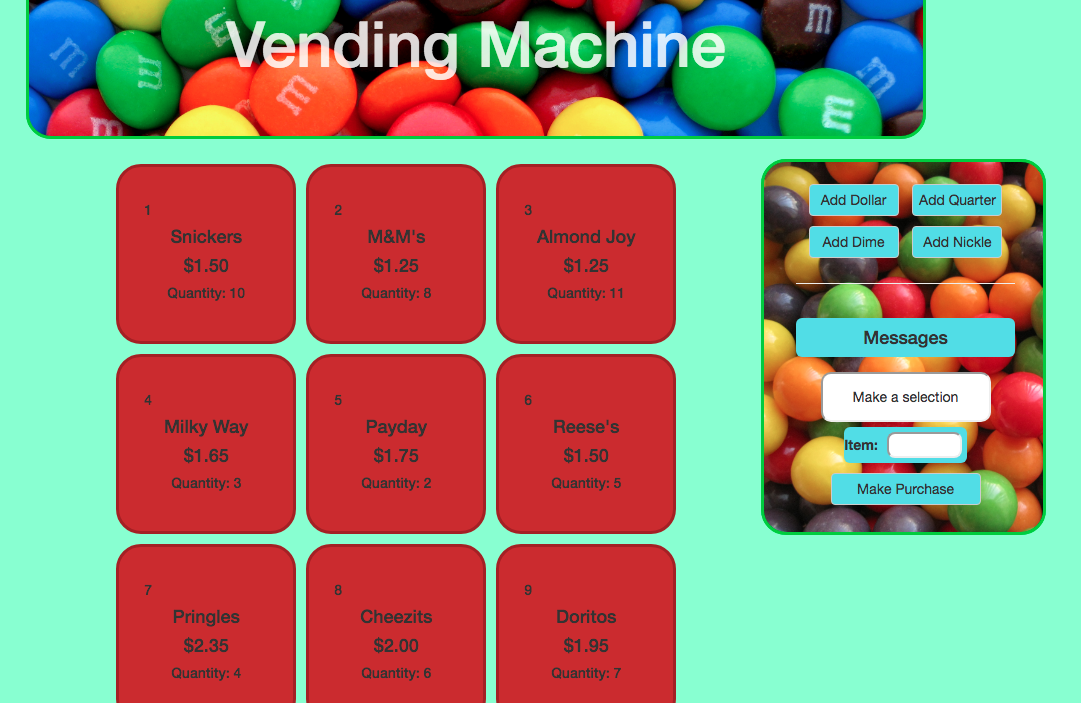 Vending Machine
1
Snickers
$1.50
Quantity: 10
2
M&M's
$1.25
Quantity: 8
3
Almond Joy
$1.25
Quantity: 11
4
Milky Way
$1.65
Quantity: 3
5
Payday
$1.75
Quantity: 2
6
Reese's
$1.50
Quantity: 5
7
Pringles
$2.35
Quantity: 4
8
Cheezits
$2.00
Quantity: 6
9
Doritos
$1.95
Quantity: 7
Add Dollar Add Quarter
Add Dime Add Nickle
Messages
Make a selection
Item:
Make Purchase
m
m
m
m
m
m
m